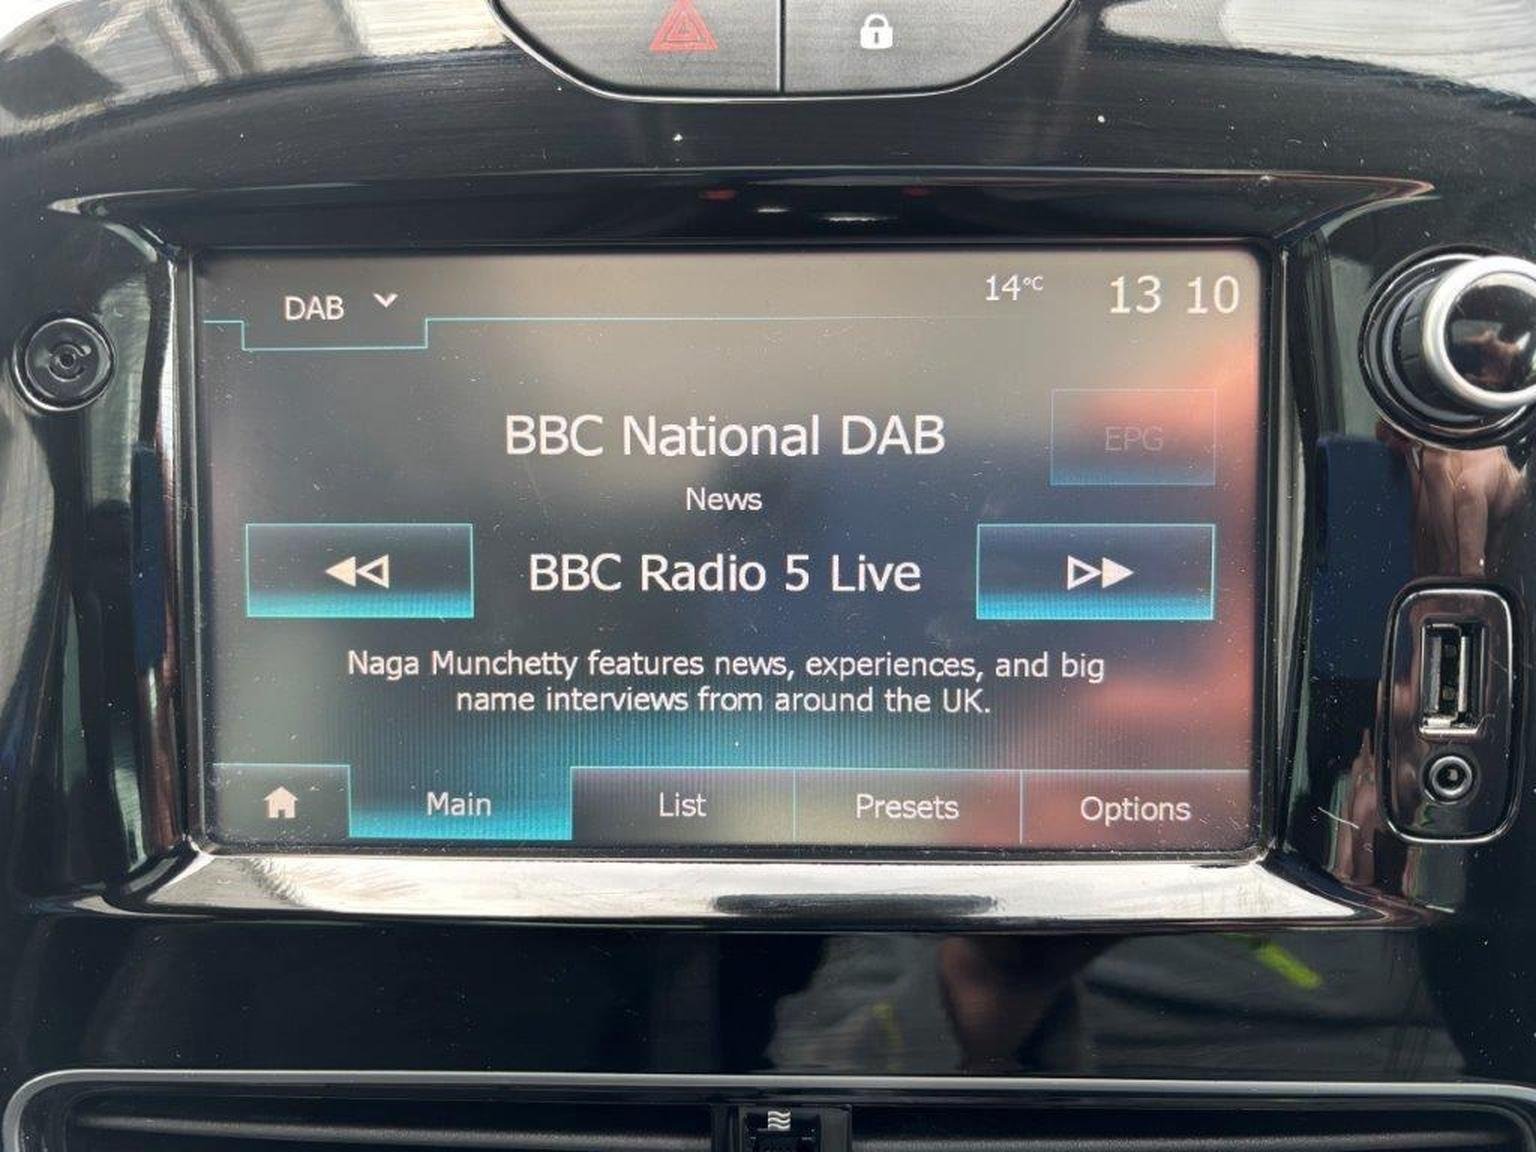 DAB
14°C
13 10
BBC National DAB
EPG
News
BBC Radio 5 Live
Naga Munchetty features news, experiences, and big
name interviews from around the UK.
Main
List
Presets
Options